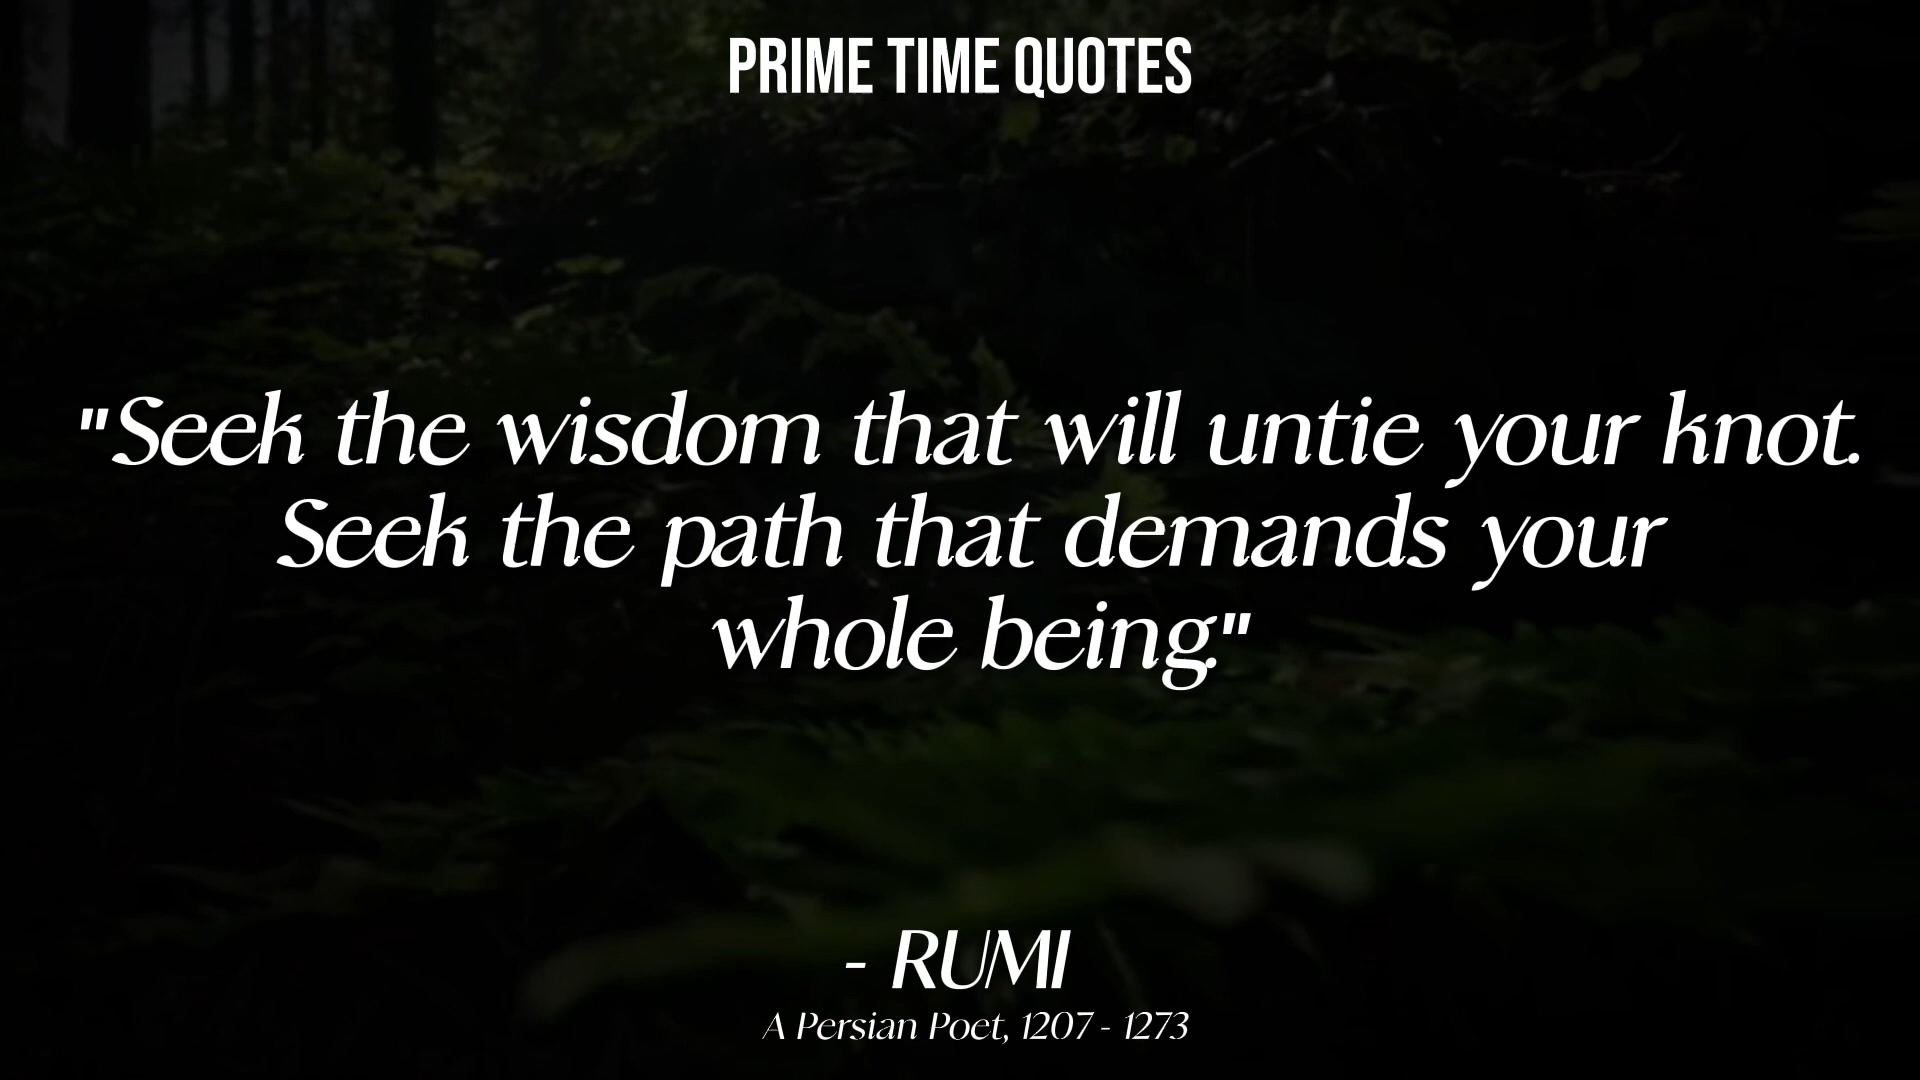 PRIME TIME QUOTES
"Seek the wisdom that will untie your knot.
Seek the path that demands your
whole being."
- RUMI
A Persian Poet, 1207 - 1273